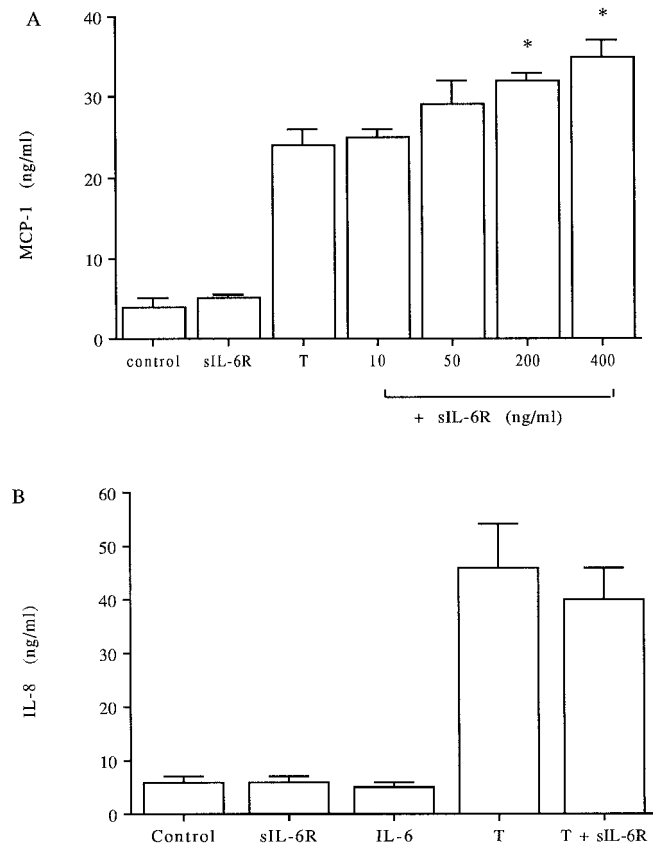 A
MCP-1 (ng/ml)
40
30
20
10
0
* *
control sIL-6R T 10 50 200 400
+ sIL-6R (ng/ml)
B
IL-8 (ng/ml)
60
50
40
30
20
10
0
Control sIL-6R IL-6 T T + sIL-6R